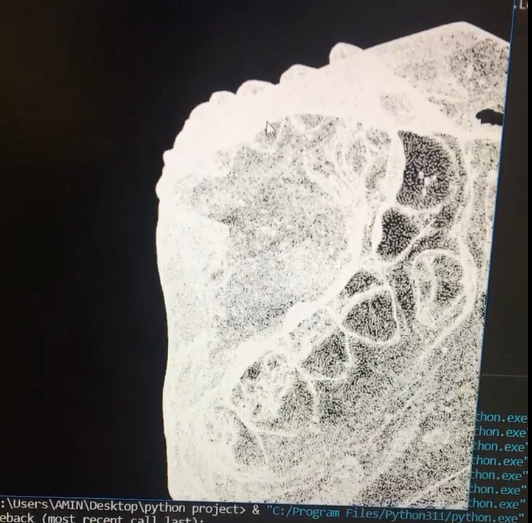 thon.exe
thon.exe
thon.exe"
thon.exe"
thon.exe"
thon.exe"
thon.exe"
:\Users\AMIN\Desktop\python project> & "C:/Program Files/Python311/python.exe"
eback (most recent call last):